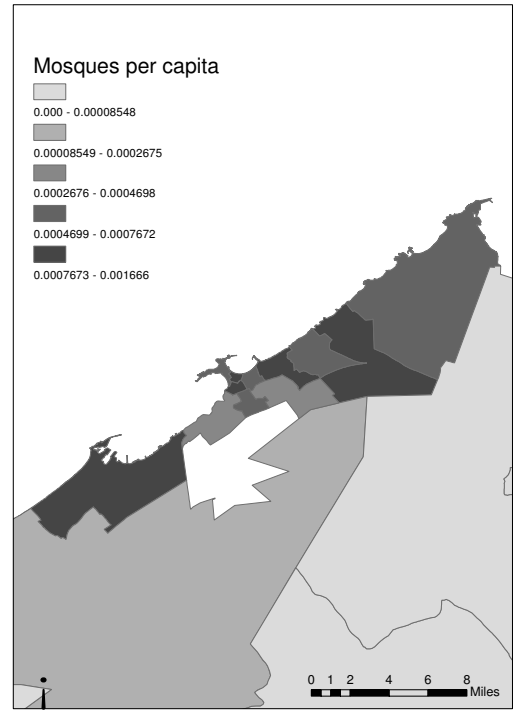 Mosques per capita
0.000 - 0.00008548
0.00008549 - 0.0002675
0.0002676 - 0.0004698
0.0004699 - 0.0007672
0.0007673 - 0.001666
0 1 2 4 6 8
Miles